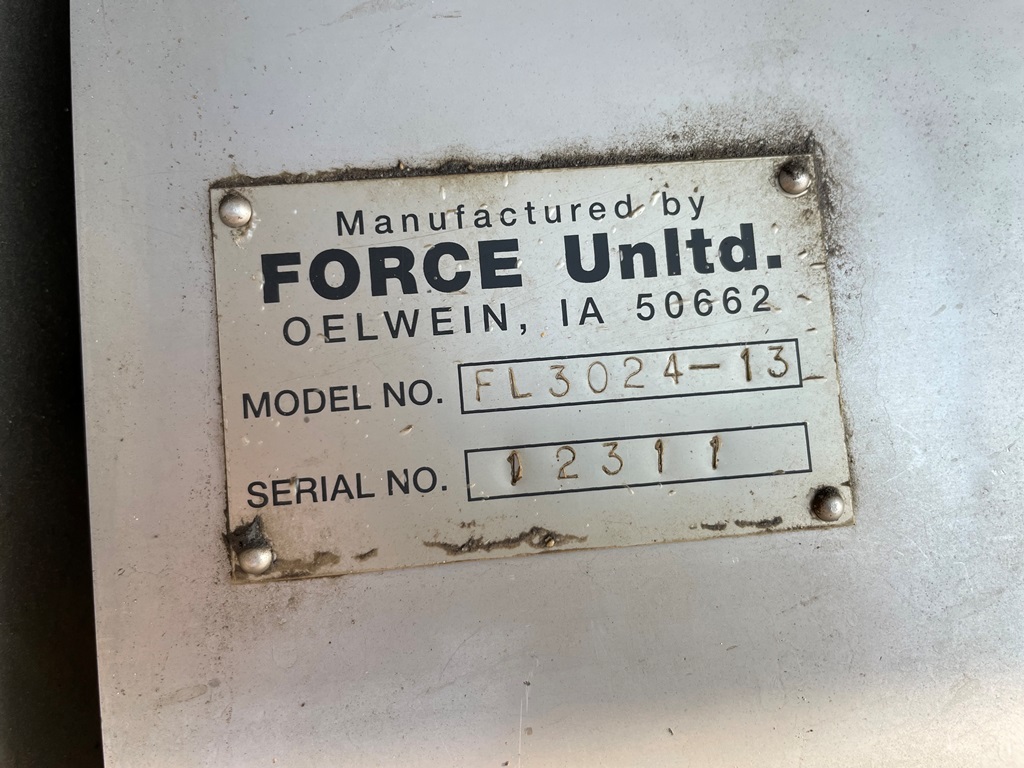 Manufactured by
FORCE Unltd.
OELWEIN, IA 50662
MODEL NO. FL3024-13
SERIAL NO. 12311